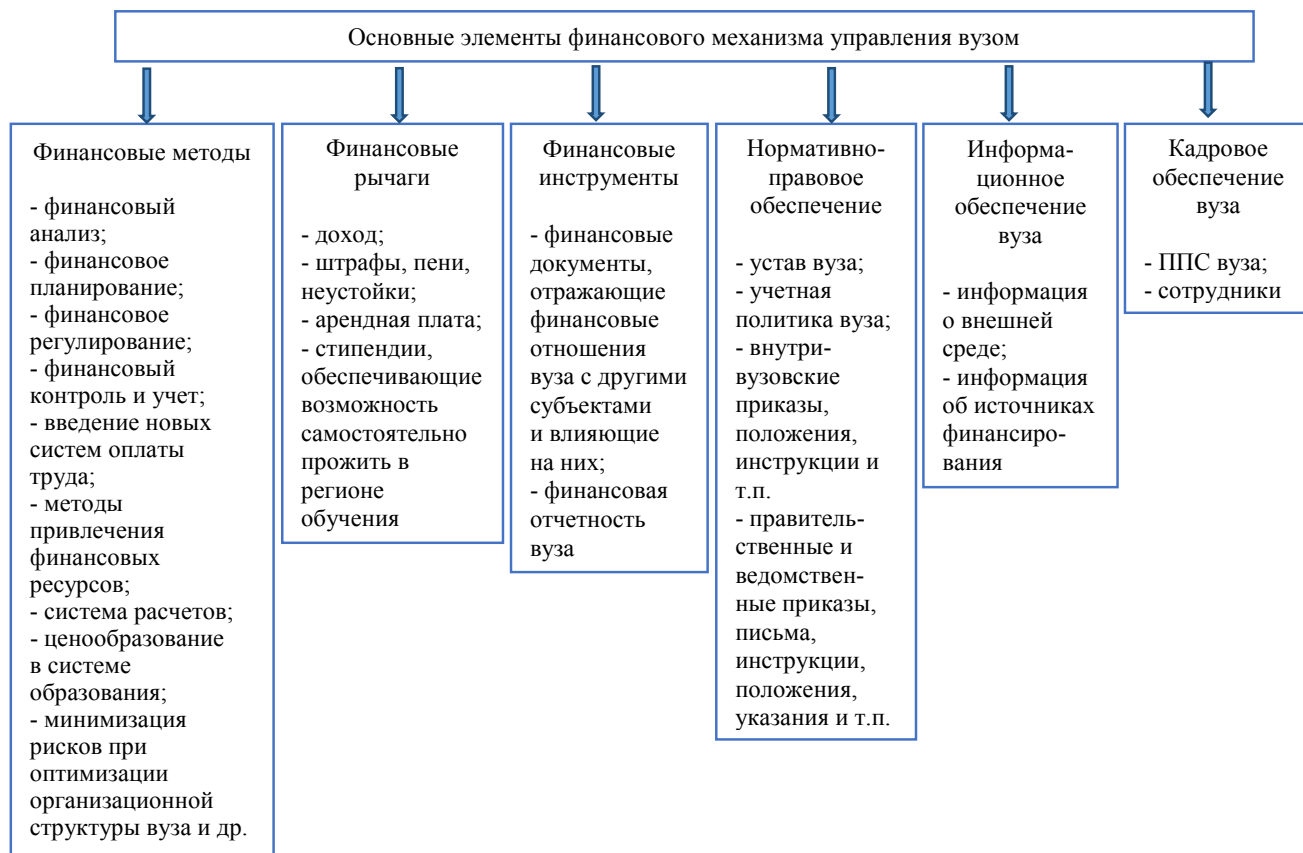 Основные элементы финансового механизма управления вузом
Финансовые методы
- финансовый
анализ;
- финансовое
планирование;
- финансовое
регулирование;
- финансовый
контроль и учет;
- введение новых
систем оплаты
труда;
- методы
привлечения
финансовых
ресурсов;
- система расчетов;
- ценообразование
в системе
образования;
- минимизация
рисков при
оптимизации
организационной
структуры вуза и др.
Финансовые
рычаги
- доход;
- штрафы, пени,
неустойки;
- арендная плата;
- стипендии,
обеспечивающие
возможность
самостоятельно
прожить в
регионе
обучения
Финансовые
инструменты
- финансовые
документы,
отражающие
финансовые
отношения
вуза с другими
субъектами
и влияющие
на них;
- финансовая
отчетность
вуза
Нормативно-
правовое
обеспечение
- устав вуза;
- учетная
политика вуза;
- внутри-
вузовские
приказы,
положения,
инструкции и
т.п.
- правитель-
ственные и
ведомствен-
ные приказы,
письма,
инструкции,
положения,
указания и т.п.
Информа-
ционное
обеспечение
вуза
- информация
о внешней
среде;
- информация
об источниках
финансиро-
вания
Кадровое
обеспечение
вуза
- ППС вуза;
- сотрудники